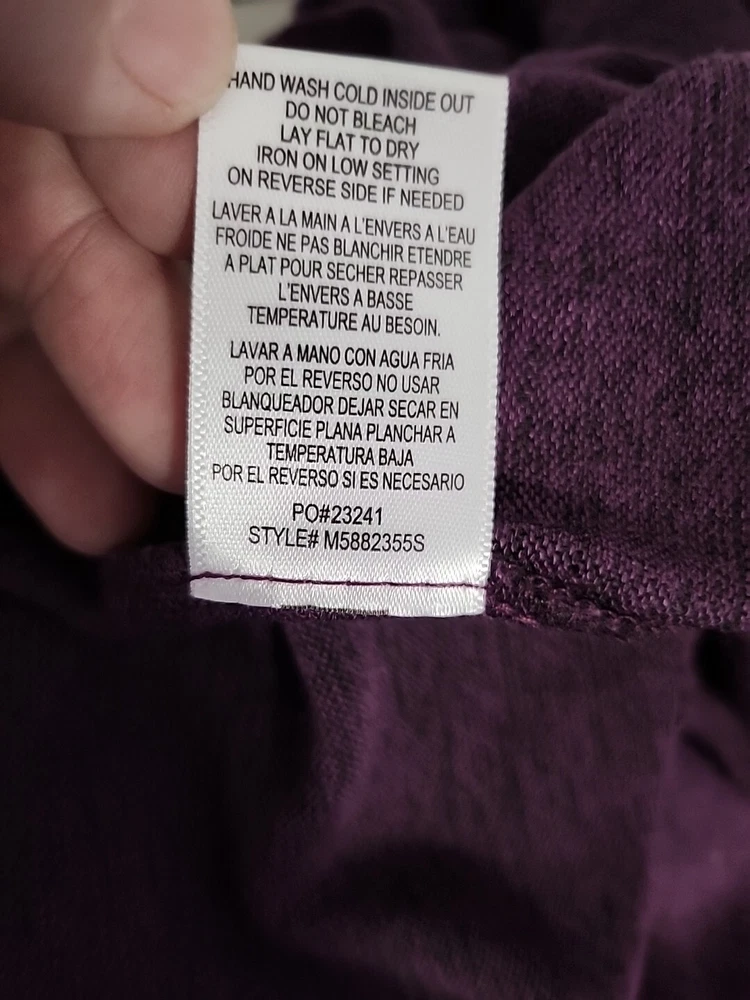 HAND WASH COLD INSIDE OUT
DO NOT BLEACH
LAY FLAT TO DRY
IRON ON LOW SETTING
ON REVERSE SIDE IF NEEDED
LAVER A LA MAIN A L'ENVERS A L'EAU
FROIDE NE PAS BLANCHIR ETENDRE
A PLAT POUR SECHER REPASSER
L'ENVERS A BASSE
TEMPERATURE AU BESOIN.
LAVAR A MANO CON AGUA FRIA
POR EL REVERSO NO USAR
BLANQUEADOR DEJAR SECAR EN
SUPERFICIE PLANA PLANCHAR A
TEMPERATURA BAJA
POR EL REVERSO SI ES NECESARIO
PO#23241
STYLE# M5882355S